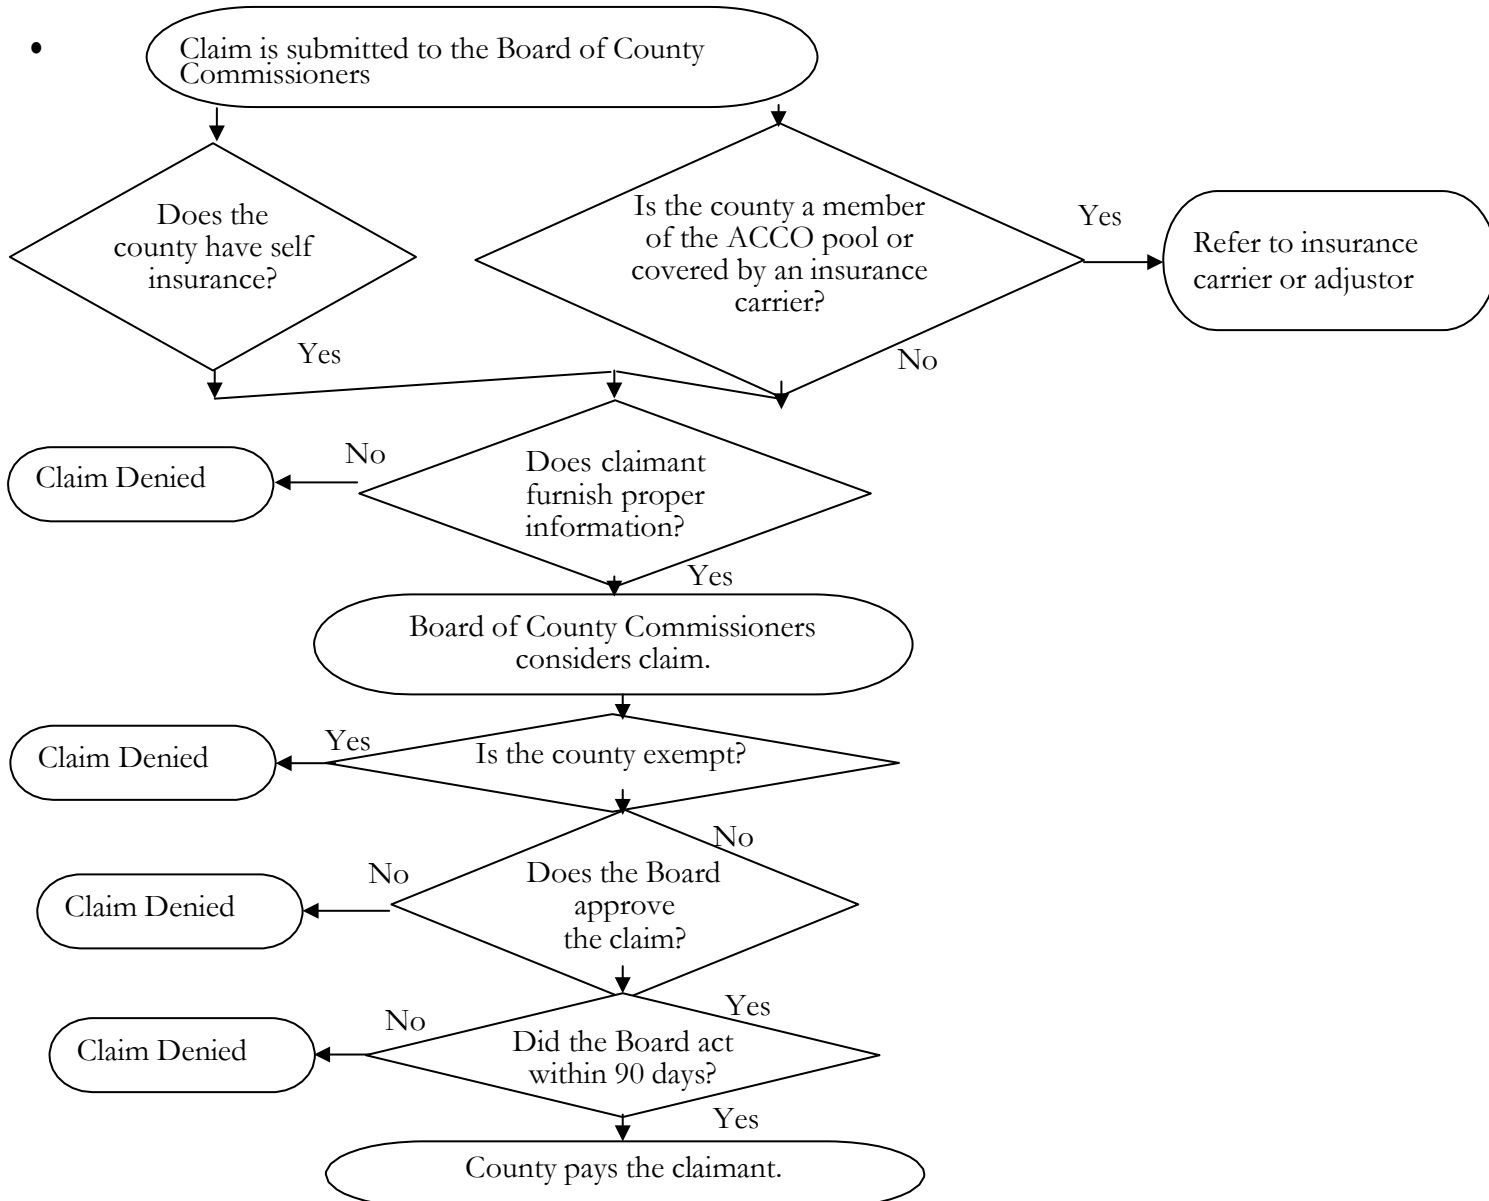 •
Claim is submitted to the Board of County
Commissioners
Does the
county have self
insurance?
Is the county a member
of the ACCO pool or
covered by an insurance
carrier?
Yes
Refer to insurance
carrier or adjustor
Yes
No
No
Claim Denied
Does claimant
furnish proper
information?
Yes
Board of County Commissioners
considers claim.
Yes
Claim Denied
Is the county exempt?
No
No
Claim Denied
Does the Board
approve
the claim?
Yes
No
Claim Denied
Did the Board act
within 90 days?
Yes
County pays the claimant.